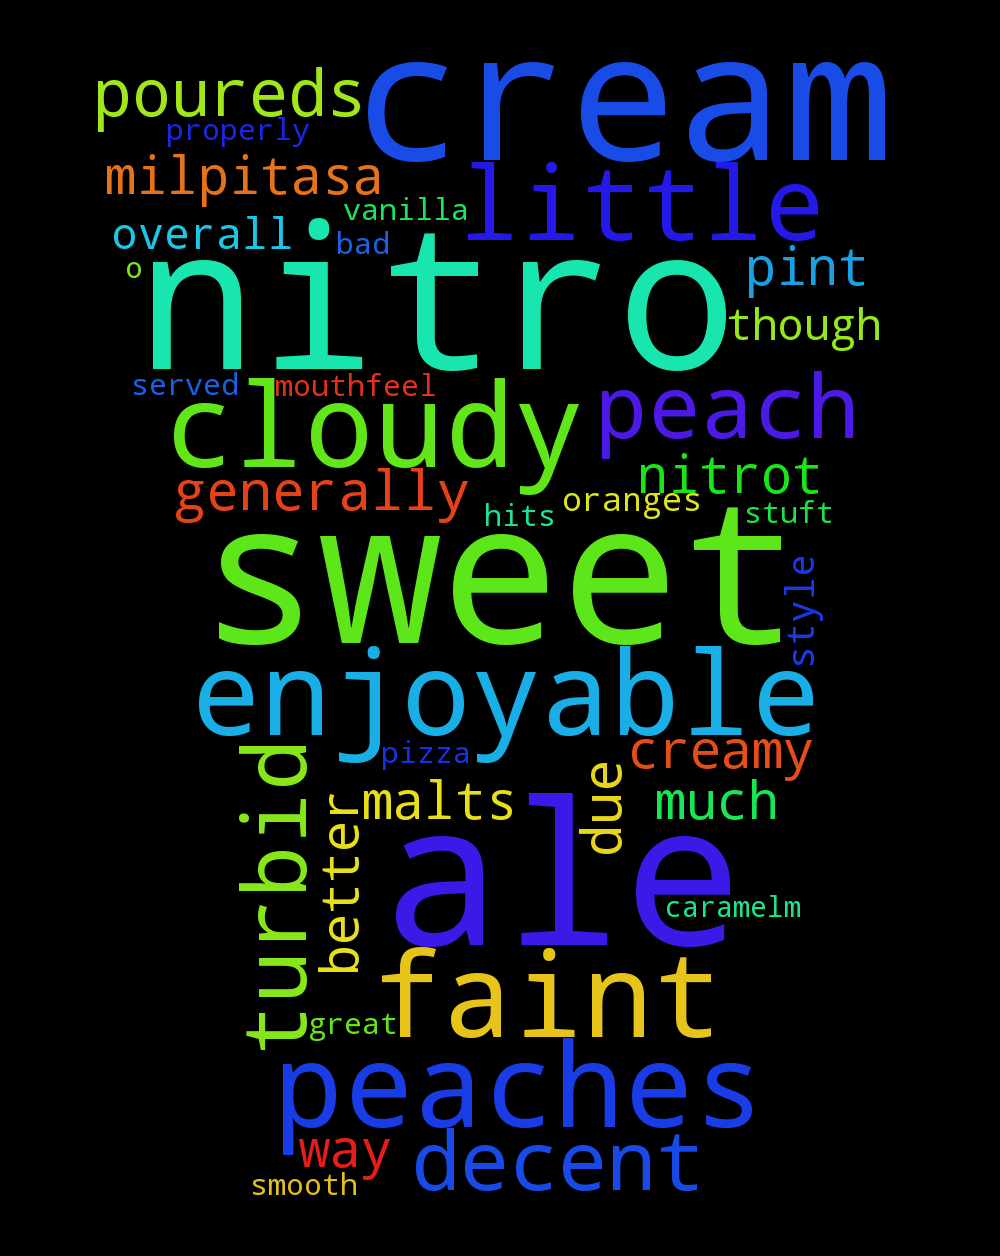 cream
poureds
properly
milpitasa
little
vanilla
overall
bad
nitro
o
pint
though
served
mouthfeel
cloudy
peach
nitrot
generally
oranges
hits
stuft
sweet
style
enjoyable
pizza
creamy
malts
due
much
turbid
better
ale
caramelm
faint
great
peaches
way
decent
smooth